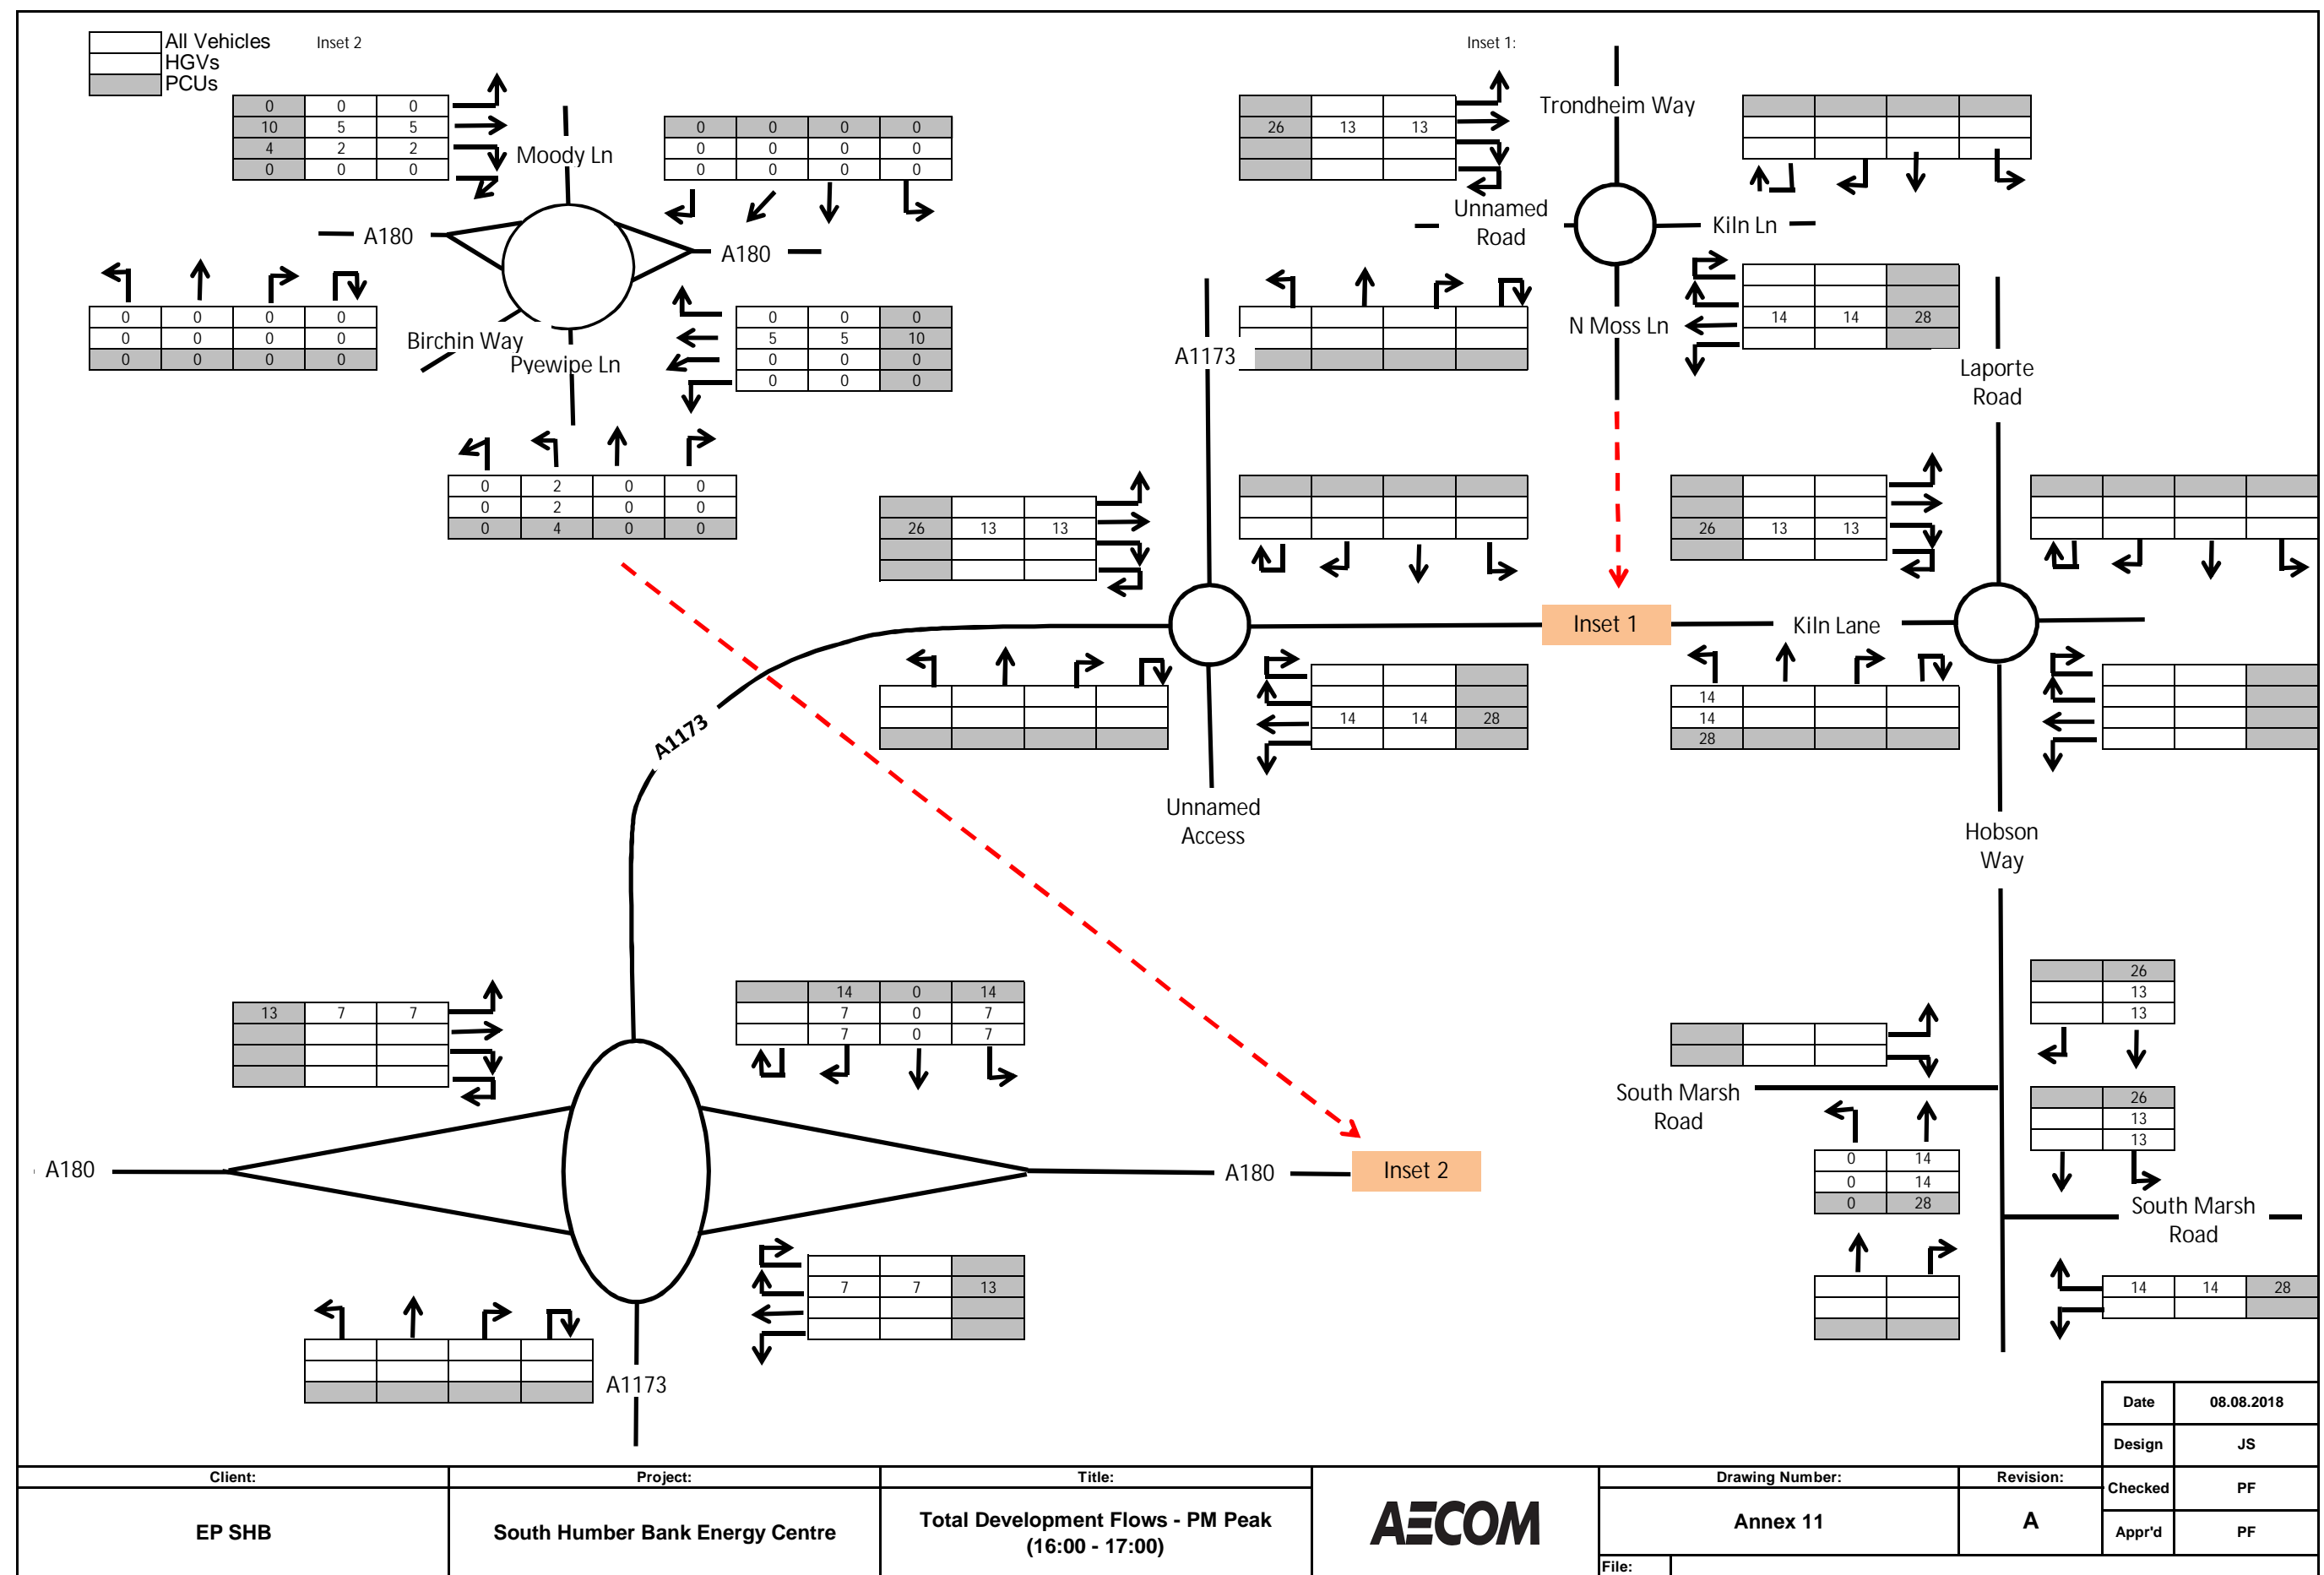 All Vehicles
HGVs
PCUs
Inset 2
Inset 1:
0 0 0
10 5 5
4 2 2
0 0 0
Moody Ln
0 0 0 0
0 0 0 0
0 0 0 0
A180
A180
0 0 0 0
0 0 0 0
0 0 0 0
Birchin Way
Pyewipe Ln
0 0 0
5 5 10
0 0 0
0 0 0
0 2 0 0
0 2 0 0
0 4 0 0
26 13 13
Trondheim Way
Unnamed
Road
Kiln Ln
N Moss Ln
14 14 28
A1173
Laporte
Road
26 13 13
26 13 13
Inset 1
Kiln Lane
14 14 28
14
14
28
A1173
Unnamed
Access
Hobson
Way
13 7 7
14 0 14
7 0 7
7 0 7
A180
A180
Inset 2
7 7 13
A1173
26
13
13
South Marsh
Road
26
13
13
0 14
0 14
0 28
South Marsh
Road
14 14 28
Date 08.08.2018
Design JS
Checked PF
Appr'd PF
Client:
EP SHB
Project:
South Humber Bank Energy Centre
Title:
Total Development Flows - PM Peak
(16:00 - 17:00)
AECOM
Drawing Number:
Annex 11
Revision:
A
File: